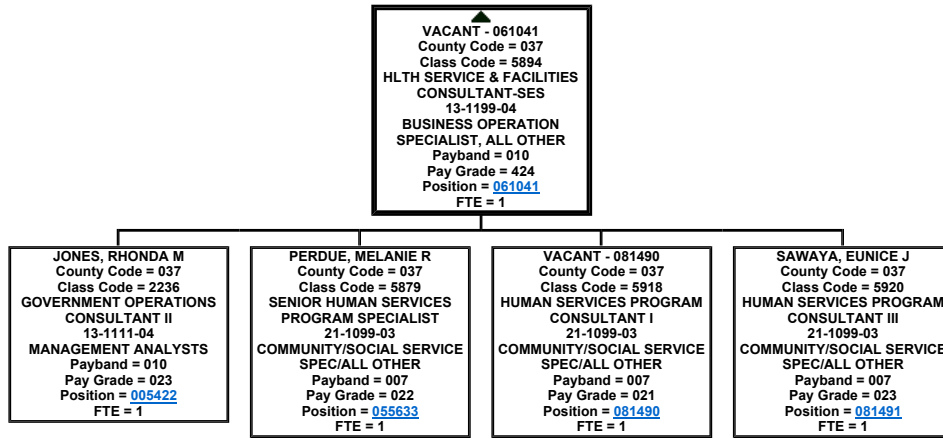 VACANT - 061041
County Code = 037
Class Code = 5894
HLTH SERVICE & FACILITIES
CONSULTANT-SES
13-1199-04
BUSINESS OPERATION
SPECIALIST, ALL OTHER
Payband = 010
Pay Grade = 424
Position = 061041
FTE = 1
JONES, RHONDA M
County Code = 037
Class Code = 2236
GOVERNMENT OPERATIONS
CONSULTANT II
13-1111-04
MANAGEMENT ANALYSTS
Payband = 010
Pay Grade = 023
Position = 005422
FTE = 1
PERDUE, MELANIE R
County Code = 037
Class Code = 5879
SENIOR HUMAN SERVICES
PROGRAM SPECIALIST
21-1099-03
COMMUNITY/SOCIAL SERVICE
SPEC/ALL OTHER
Payband = 007
Pay Grade = 022
Position = 055633
FTE = 1
VACANT - 081490
County Code = 037
Class Code = 5918
HUMAN SERVICES PROGRAM
CONSULTANT I
21-1099-03
COMMUNITY/SOCIAL SERVICE
SPEC/ALL OTHER
Payband = 007
Pay Grade = 021
Position = 081490
FTE = 1
SAWAYA, EUNICE J
County Code = 037
Class Code = 5920
HUMAN SERVICES PROGRAM
CONSULTANT III
21-1099-03
COMMUNITY/SOCIAL SERVICE
SPEC/ALL OTHER
Payband = 007
Pay Grade = 023
Position = 081491
FTE = 1